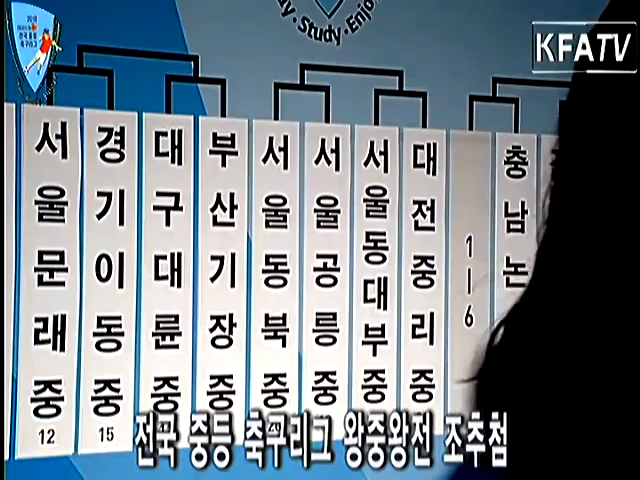 Study·Enjoy
KFATV
서울문래중
12
경기이동중
15
대구대륜중
부산기장중
서울동북중
서울공릉중
서울동대부중
대전중리중
1-6
충남논
전국 중등 축구리그 왕중왕전 조추첨